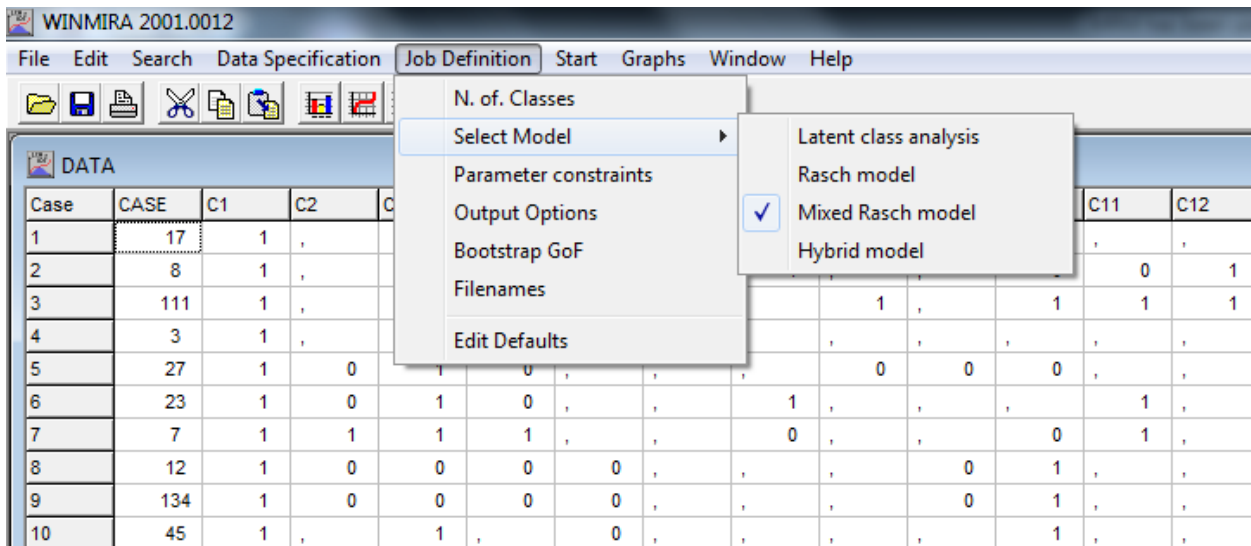 WINMIRA 2001.0012
File Edit Search Data Specification Job Definition Start Graphs Window Help
N. of. Classes
Select Model
Parameter constraints
Output Options
Bootstrap GoF
Filenames
Edit Defaults
Latent class analysis
Rasch model
Mixed Rasch model
Hybrid model
DATA
Case CASE C1 C2 C11 C12
1 17 1 , , ,
2 8 1 , 0 1
3 111 1 , 1 , 1 1 1
4 3 1 , , , , , ,
5 27 1 0 1 0 , , , 0 0 0 , ,
6 23 1 0 1 0 , , 1 , , , 1 ,
7 7 1 1 1 1 , , 0 , , 0 1 ,
8 12 1 0 0 0 0 , , , 0 1 , ,
9 134 1 0 0 0 0 , , , 0 1 , ,
10 45 1 , 1 , 0 , , , , 1 , ,